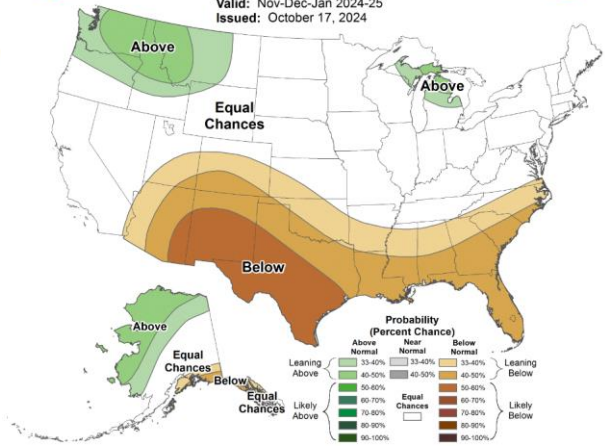 Valid: Nov-Dec-Jan 2024-25
Issued: October 17, 2024
Above
Above
Equal
Chances
Below
Above
Equal
Chances
Below
Equal
Chances
Probability
(Percent Chance)
Above
Normal
Near
Normal
Below
Normal
Leaning
Above
33-40%
33-40%
33-40%
Leaning
Below
40-50%
40-50%
40-50%
Likely
Above
50-60%
Equal
Chances
50-60%
Likely
Below
60-70%
60-70%
70-80%
70-80%
80-90%
80-90%
90-100%
90-100%